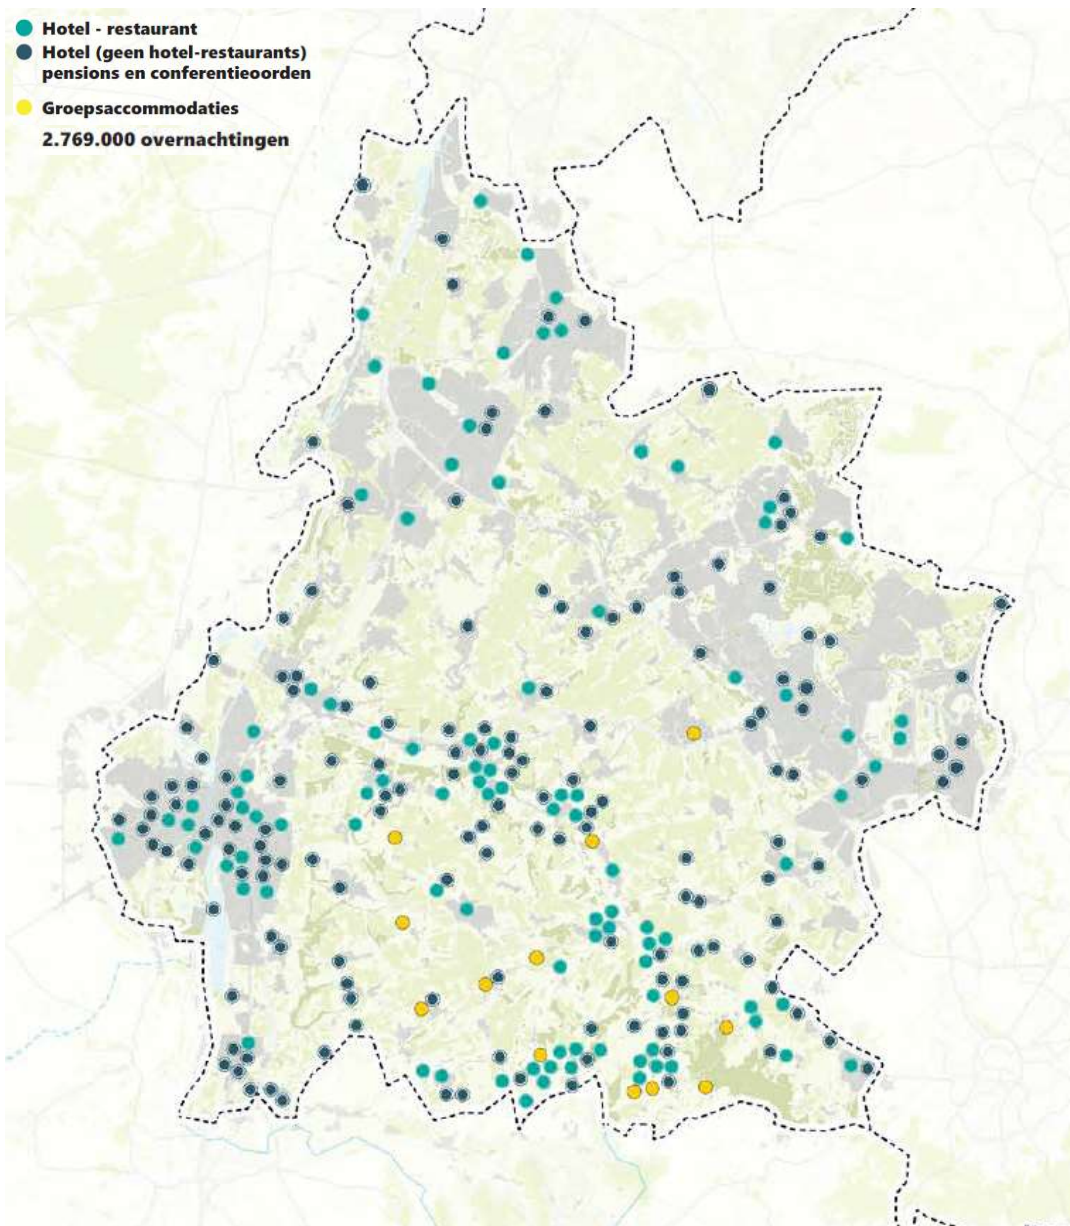 Hotel - restaurant
Hotel (geen hotel-restaurants)
pensions en conferentieoorden
Groepsaccommodaties
2.769.000 overnachtingen